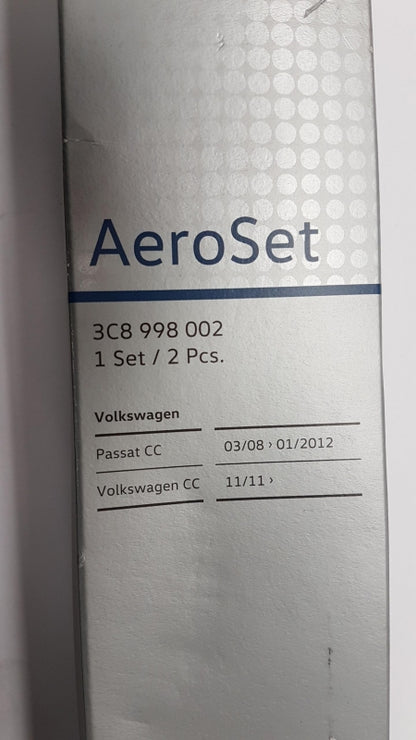 AeroSet
3C8 998 002
1 Set / 2 Pcs.
Volkswagen
Passat CC 03/08 › 01/2012
Volkswagen CC 11/11 ›